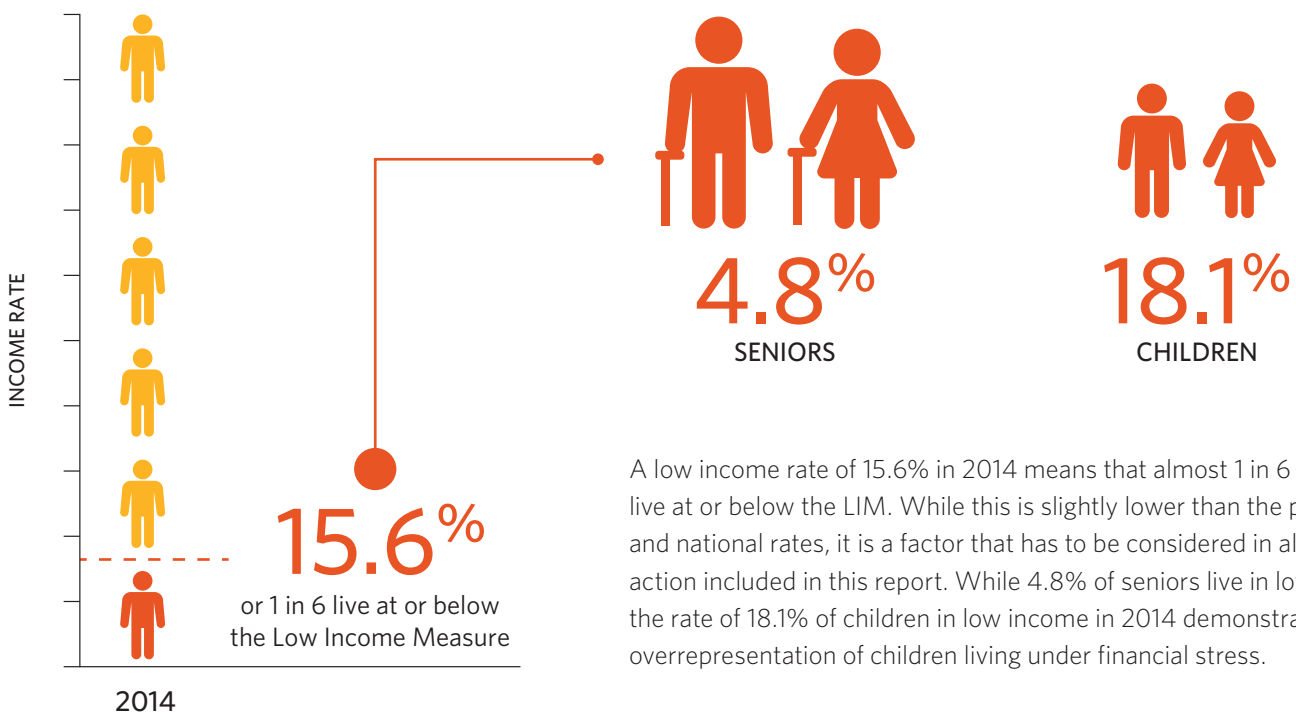 INCOME RATE
2014
15.6%
or 1 in 6 live at or below
the Low Income Measure
4.8%
SENIORS
18.1%
CHILDREN
A low income rate of 15.6% in 2014 means that almost 1 in 6
live at or below the LIM. While this is slightly lower than the
and national rates, it is a factor that has to be considered in
action included in this report. While 4.8% of seniors live in
the rate of 18.1% of children in low income in 2014
overrepresentation of children living under financial stress.